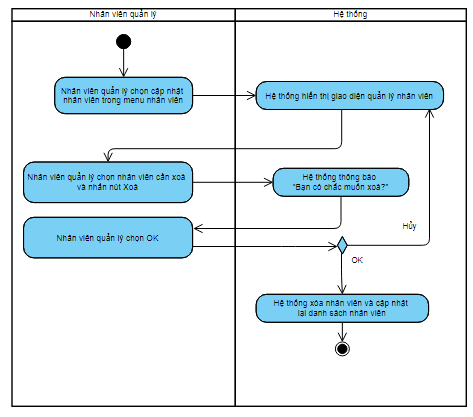 Nhân viên quản lý
Hệ thống
Nhân viên quản lý chọn cập nhật
nhân viên trong menu nhân viên
Hệ thống hiển thị giao diện quản lý nhân viên
Nhân viên quản lý chọn nhân viên cần xoá
và nhấn nút Xoá
Hệ thống thông báo
"Bạn có chắc muốn xoá?"
Hủy
Nhân viên quản lý chọn OK
OK
Hệ thống xóa nhân viên và cập nhật
lại danh sách nhân viên